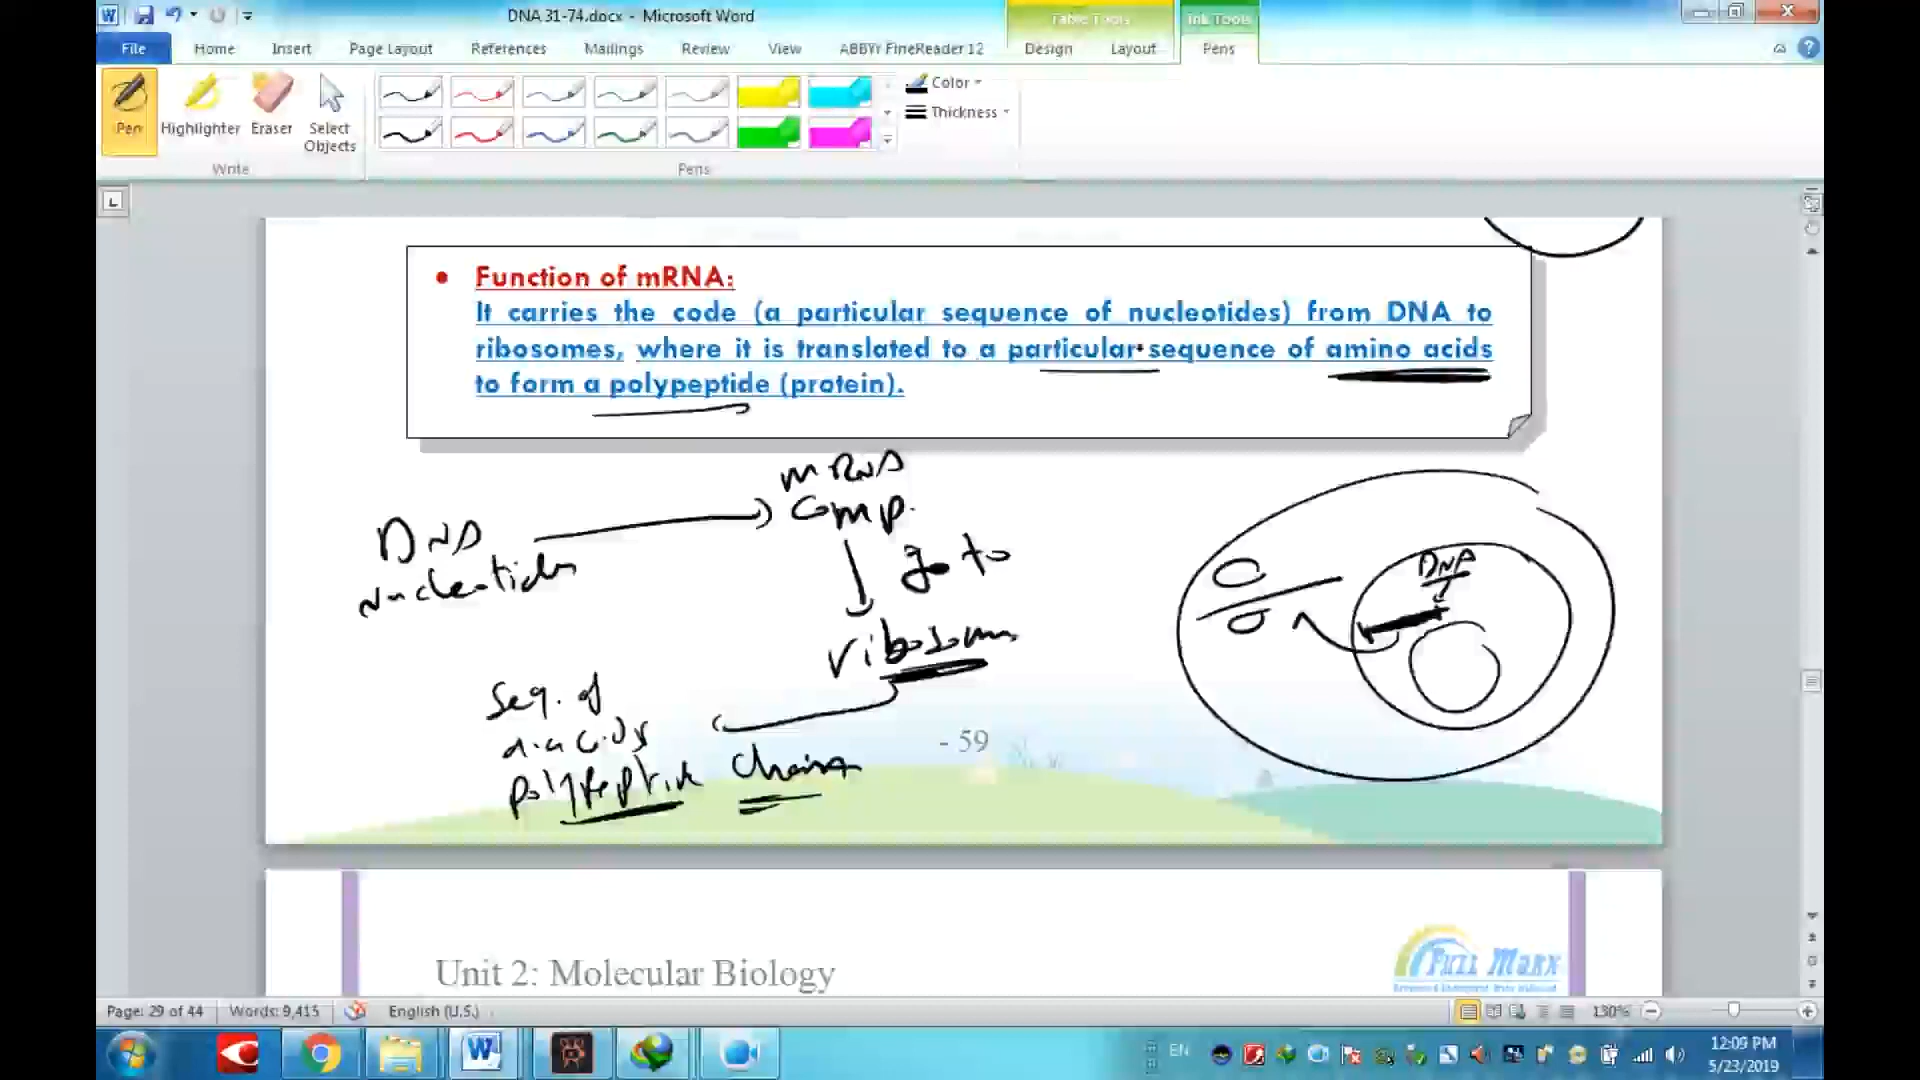 DNA 31-74.docx - Microsoft Word
Table Tools
Ink Tools
File Home Insert Page Layout References Mailings Review View ABBYY FineReader 12 Design Layout Pens
Pen
Highlighter
Eraser
Select Objects
Color
Thickness
Write
Pens
• Function of mRNA:
It carries the code (a particular sequence of nucleotides) from DNA to
ribosomes, where it is translated to a particular sequence of amino acids
to form a polypeptide (protein).
mRNA
comp.
DNA
nucleotides
go to
ribosome
DNA
Seq. of
a.acids
polypeptide chain
- 59
Unit 2: Molecular Biology
Full Marx
Page: 29 of 44 Words: 9,415 English (U.S.) 130%
EN
12:09 PM
5/23/2019